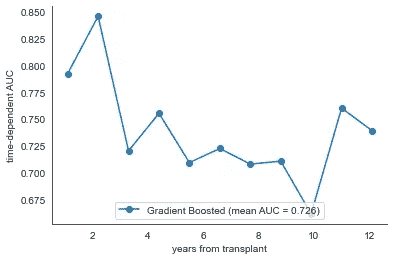 0.850
0.825
0.800
0.775
0.750
0.725
0.700
0.675
time-dependent AUC
Gradient Boosted (mean AUC = 0.726)
2 4 6 8 10 12
years from transplant